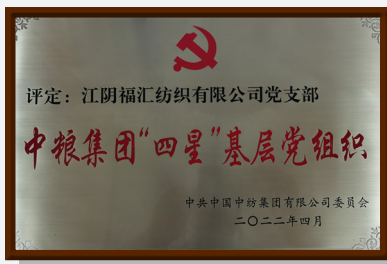 评定：江阴福汇纺织有限公司党支部
中粮集团“四星”基层党组织
中共中国中纺集团有限公司委员会
二〇二二年四月